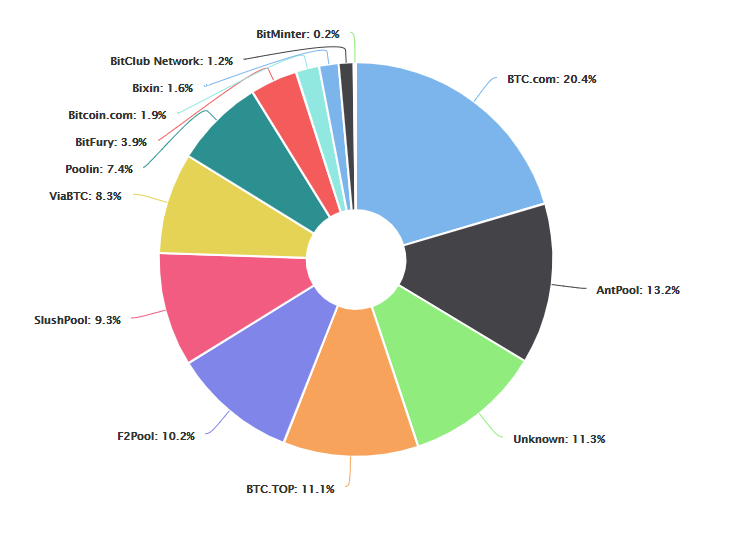 BitMinter: 0.2%
BitClub Network: 1.2%
Bixin: 1.6%
Bitcoin.com: 1.9%
BitFury: 3.9%
Poolin: 7.4%
ViaBTC: 8.3%
SlushPool: 9.3%
F2Pool: 10.2%
BTC.TOP: 11.1%
Unknown: 11.3%
AntPool: 13.2%
BTC.com: 20.4%